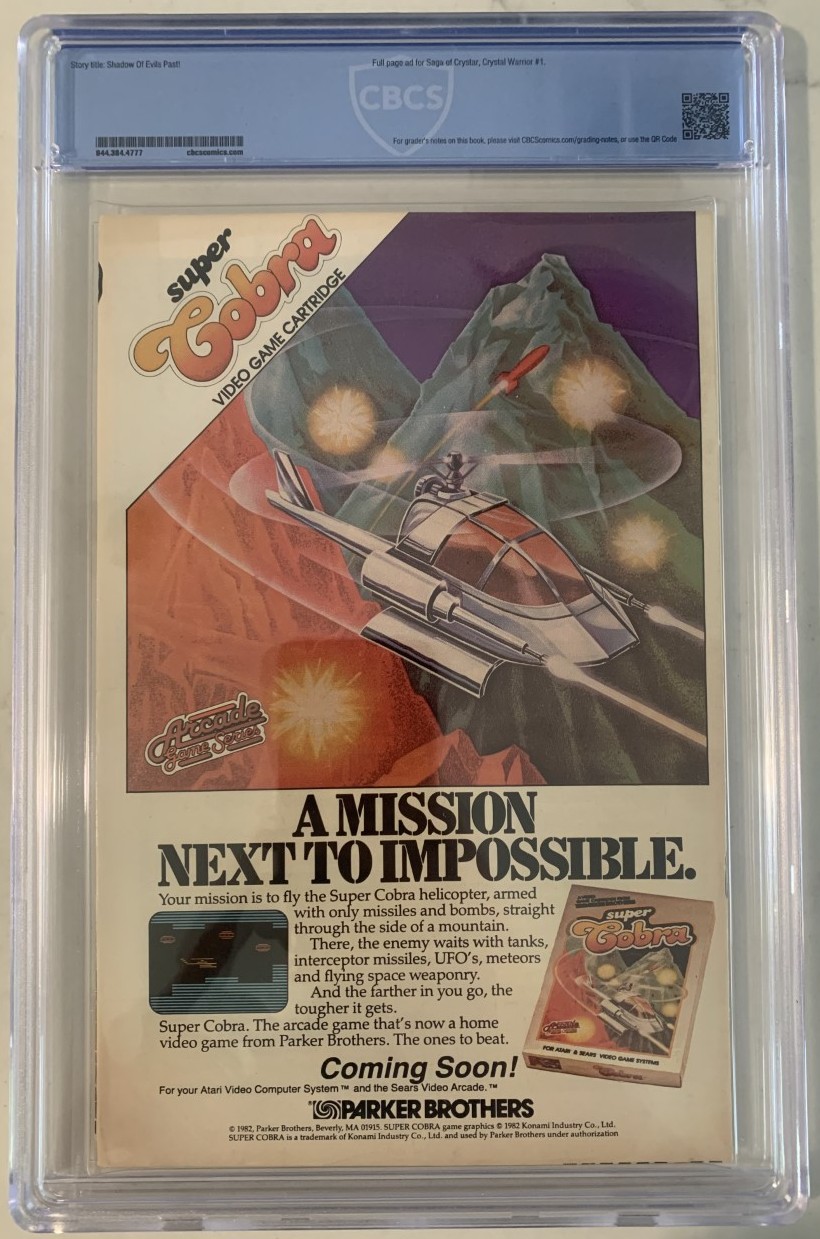 Story title: Shadow Of Evils Past!
Full page ad for Saga of Crystar, Crystal Warrior #1.
CBCS
For grader's notes on this book, please visit CBCScomics.com/grading-notes, or use the QR Code
cbcscomics.com
super
Cobra
VIDEO GAME CARTRIDGE
Arcade
Game Series
A MISSION
NEXT TO IMPOSSIBLE.
Your mission is to fly the Super Cobra helicopter, armed
with only missiles and bombs, straight
through the side of a mountain.
There, the enemy waits with tanks,
interceptor missiles, UFO's, meteors
and flying space weaponry.
And the farther in you go, the
tougher it gets.
Super Cobra. The arcade game that's now a home
video game from Parker Brothers. The ones to beat.
super
Cobra
Arcade
FOR ATARI & SEARS VIDEO GAME SYSTEMS
Cobra
Coming Soon!
For your Atari Video Computer System™ and the Sears Video Arcade.™
PARKER BROTHERS
© 1982, Parker Brothers, Beverly, MA 01915. SUPER COBRA game graphics © 1982 Konami Industry Co., Ltd.
SUPER COBRA is a trademark of Konami Industry Co., Ltd. and used by Parker Brothers under authorization